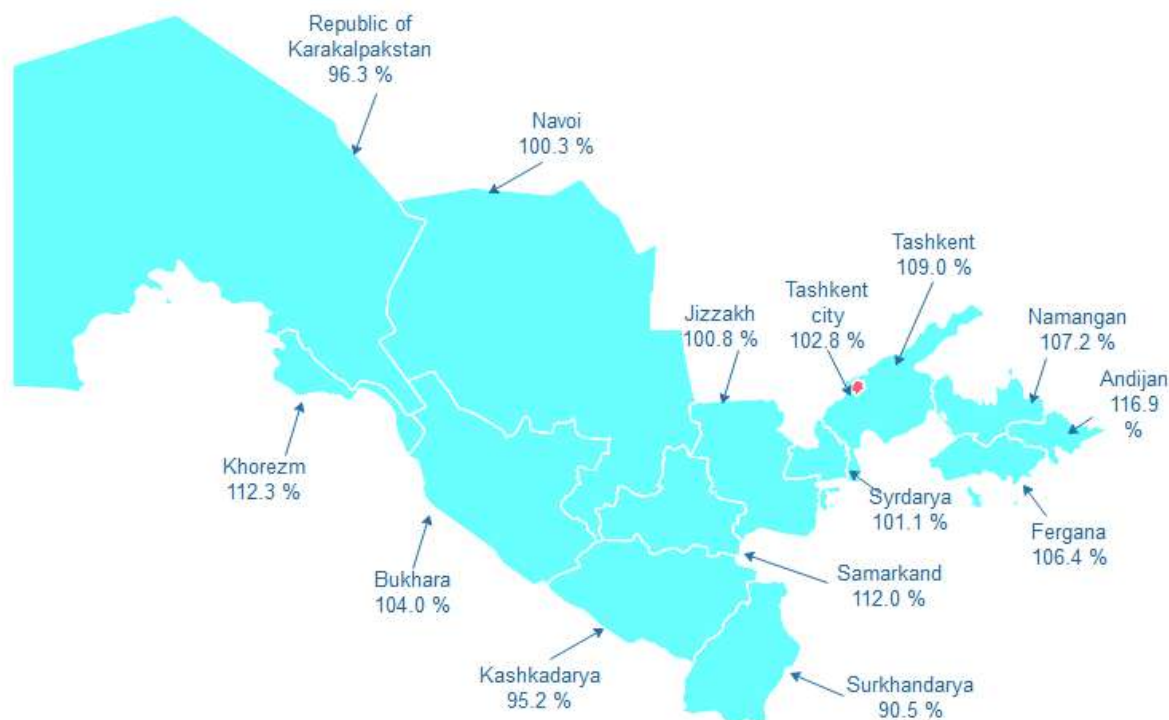 Republic of
Karakalpakstan
96.3 %
Navoi
100.3 %
Tashkent
109.0 %
Tashkent
city
102.8 %
Jizzakh
100.8 %
Namangan
107.2 %
Andijan
116.9
%
Khorezm
112.3 %
Syrdarya
101.1 %
Fergana
106.4 %
Bukhara
104.0 %
Samarkand
112.0 %
Kashkadarya
95.2 %
Surkhandarya
90.5 %